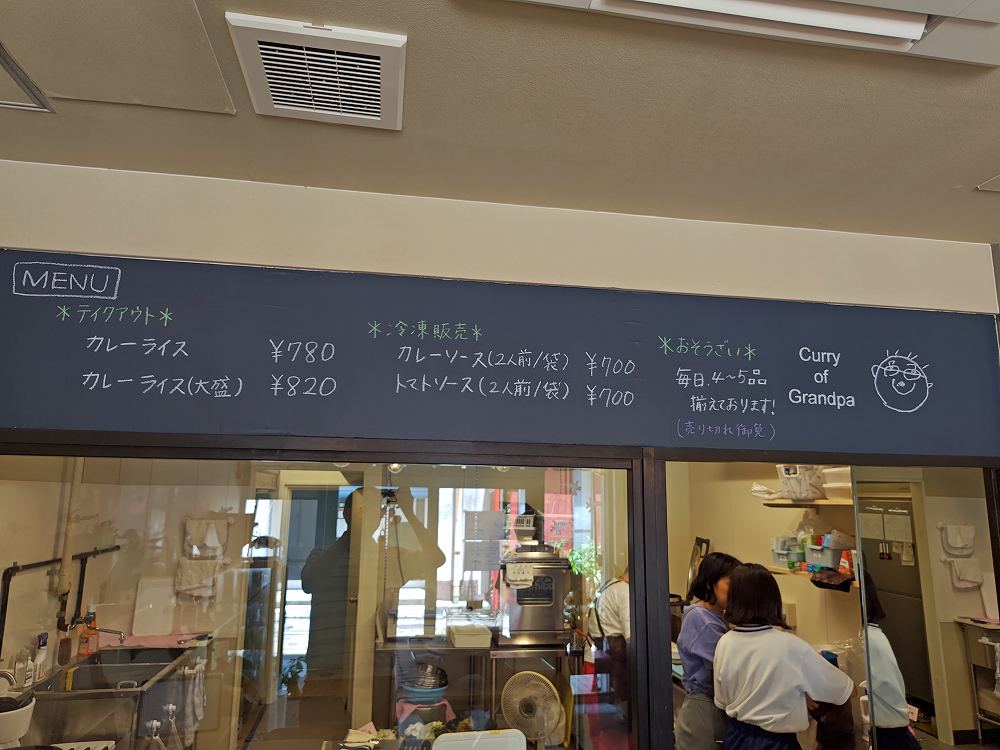 MENU
＊テイクアウト＊
カレーライス ¥780
カレーライス(大盛) ¥820
＊冷凍販売＊
カレーソース(2人前/袋) ¥700
トマトソース(2人前/袋) ¥700
＊おそうざい＊
毎日、4～5品
揃えております!
(売り切れ御免)
Curry
of
Grandpa